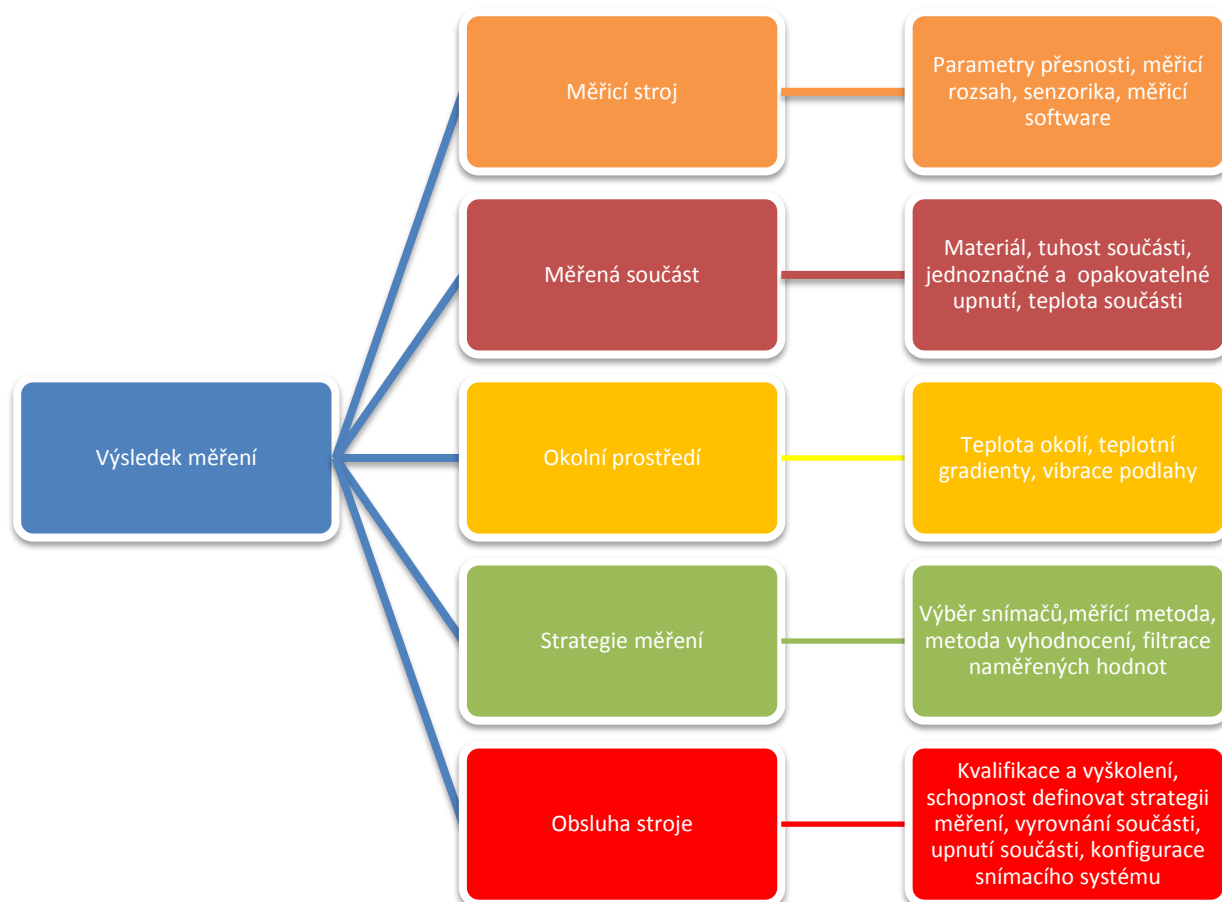 Měřicí stroj
Parametry přesnosti, měřicí
rozsah, senzorika, měřicí
software
Měřená součást
Materiál, tuhost součásti,
jednoznačné a opakovatelné
upnutí, teplota součásti
Výsledek měření
Okolní prostředí
Teplota okolí, teplotní
gradienty, vibrace podlahy
Strategie měření
Výběr snímačů,měřící metoda,
metoda vyhodnocení, filtrace
naměřených hodnot
Obsluha stroje
Kvalifikace a vyškolení,
schopnost definovat strategii
měření, vyrovnání součásti,
upnutí součásti, konfigurace
snímacího systému